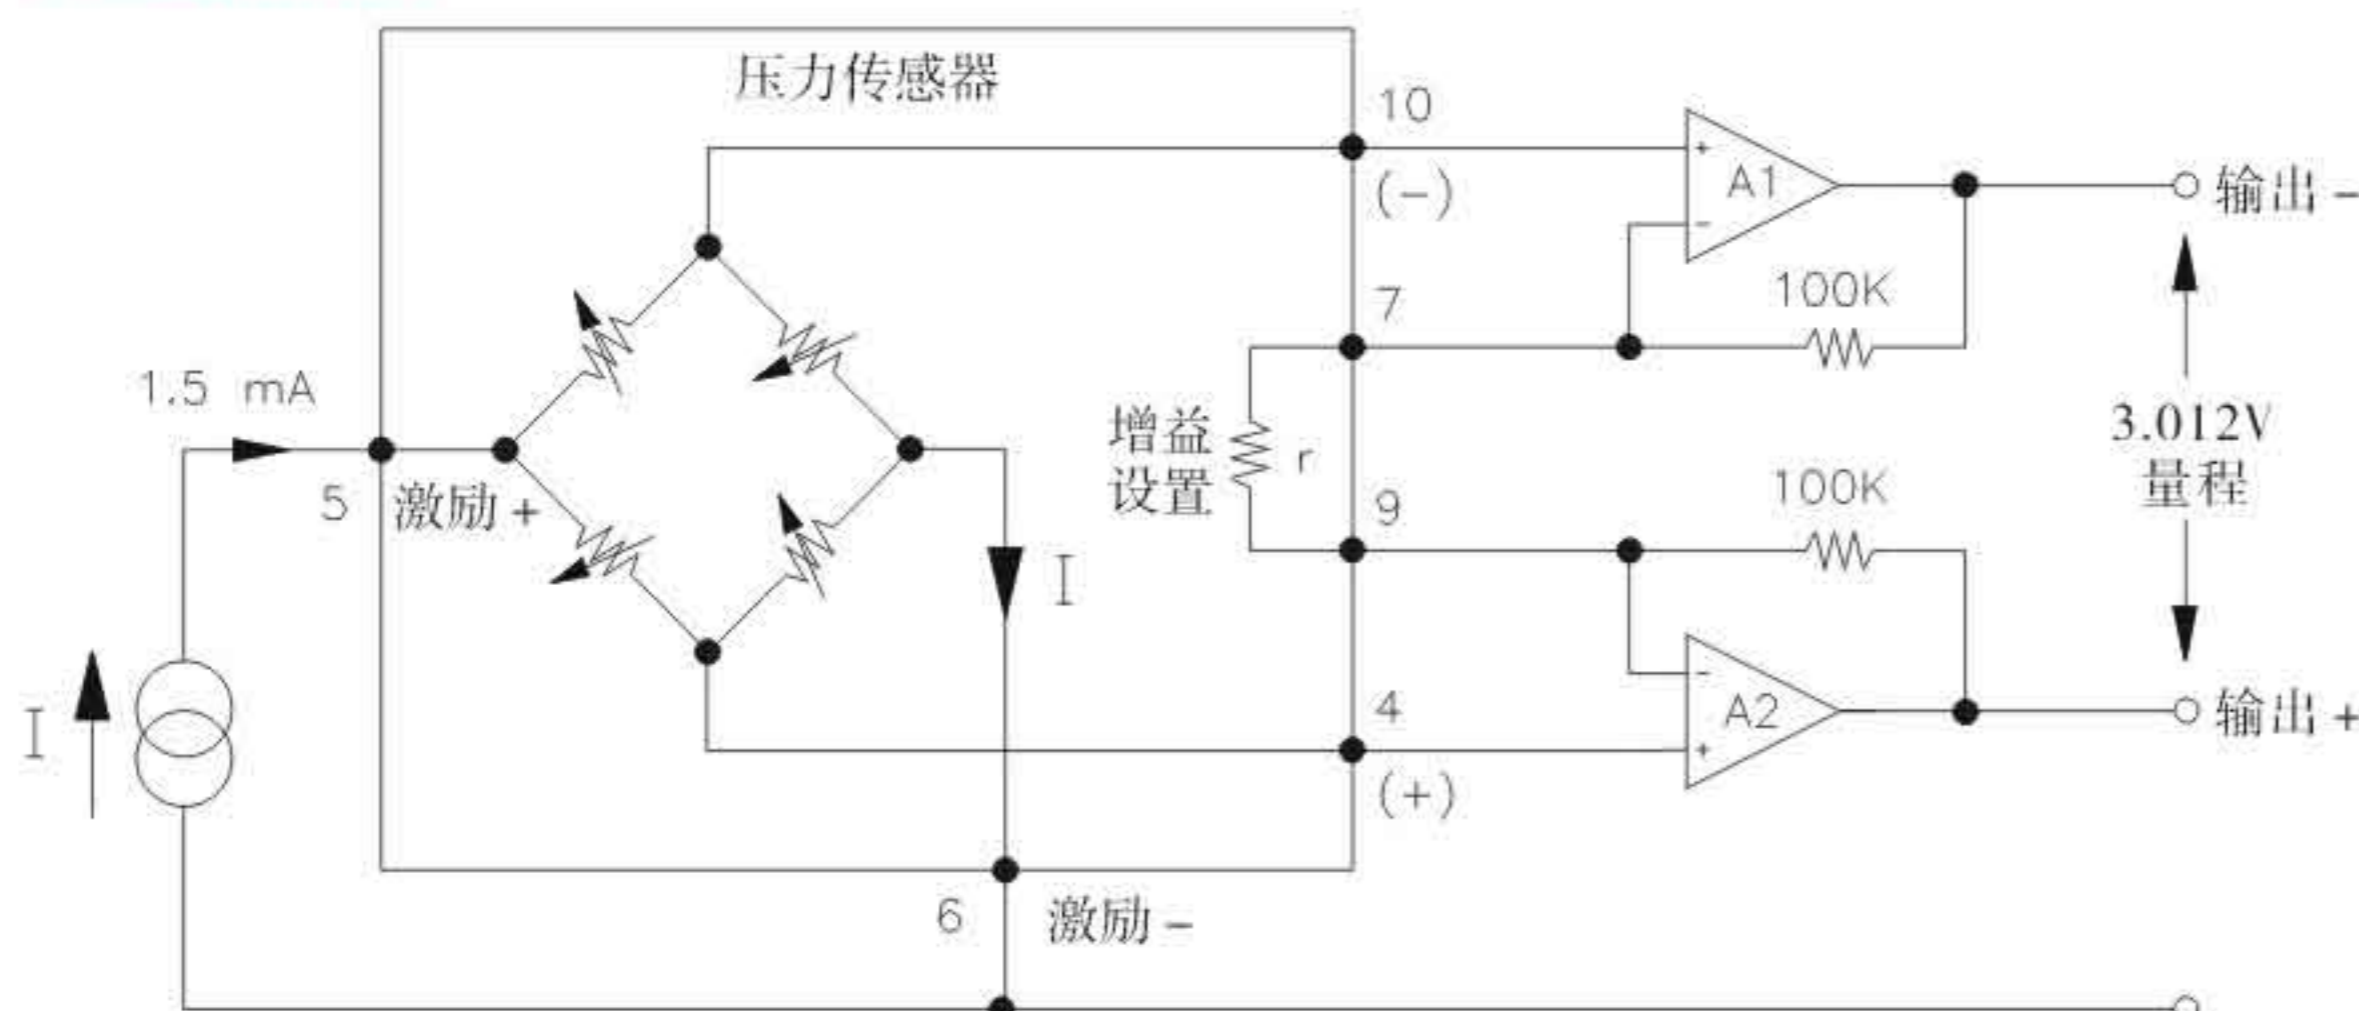 压力传感器
10
(-)
+
A1
-
输出 -
100K
7
1.5 mA
增益
设置
r
3.012V
量程
5
激励 +
9
100K
I
I
4
-
A2
+
输出 +
(+)
6
激励 -